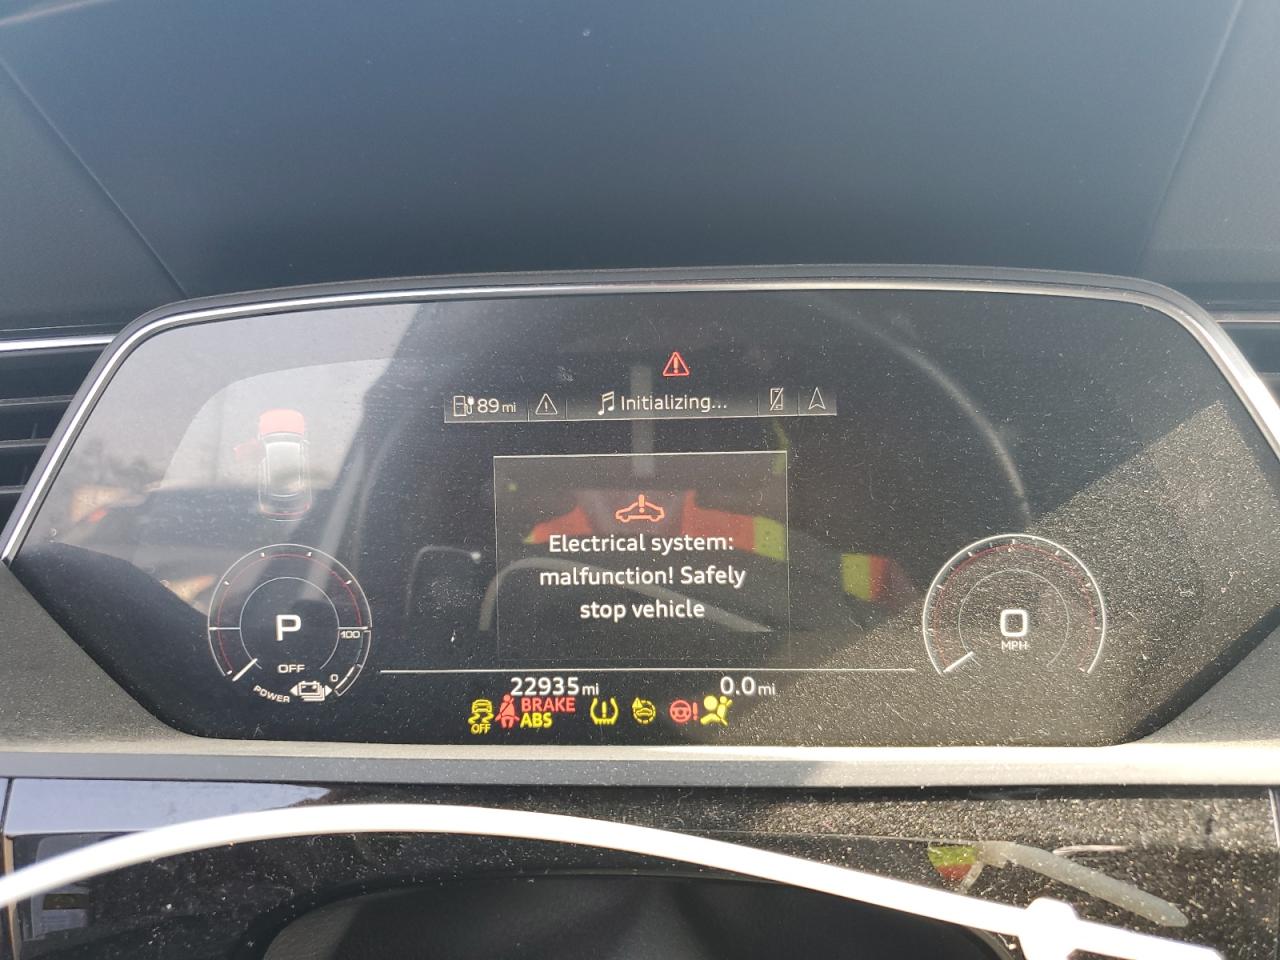 89 mi
Initializing...
Electrical system:
malfunction! Safely
stop vehicle
P
100
OFF
0
POWER
0
MPH
22935 mi
0.0 mi
OFF
BRAKE
ABS